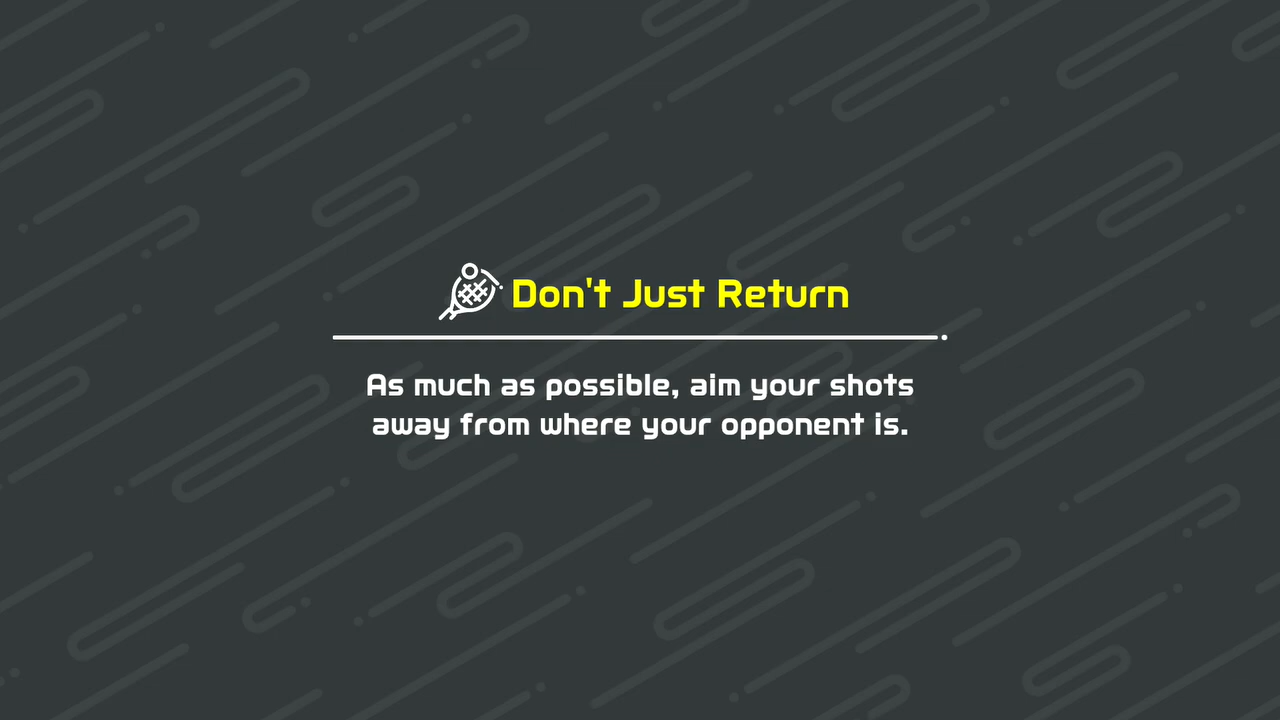 Don't Just Return
As much as possible, aim your shots
away from where your opponent is.